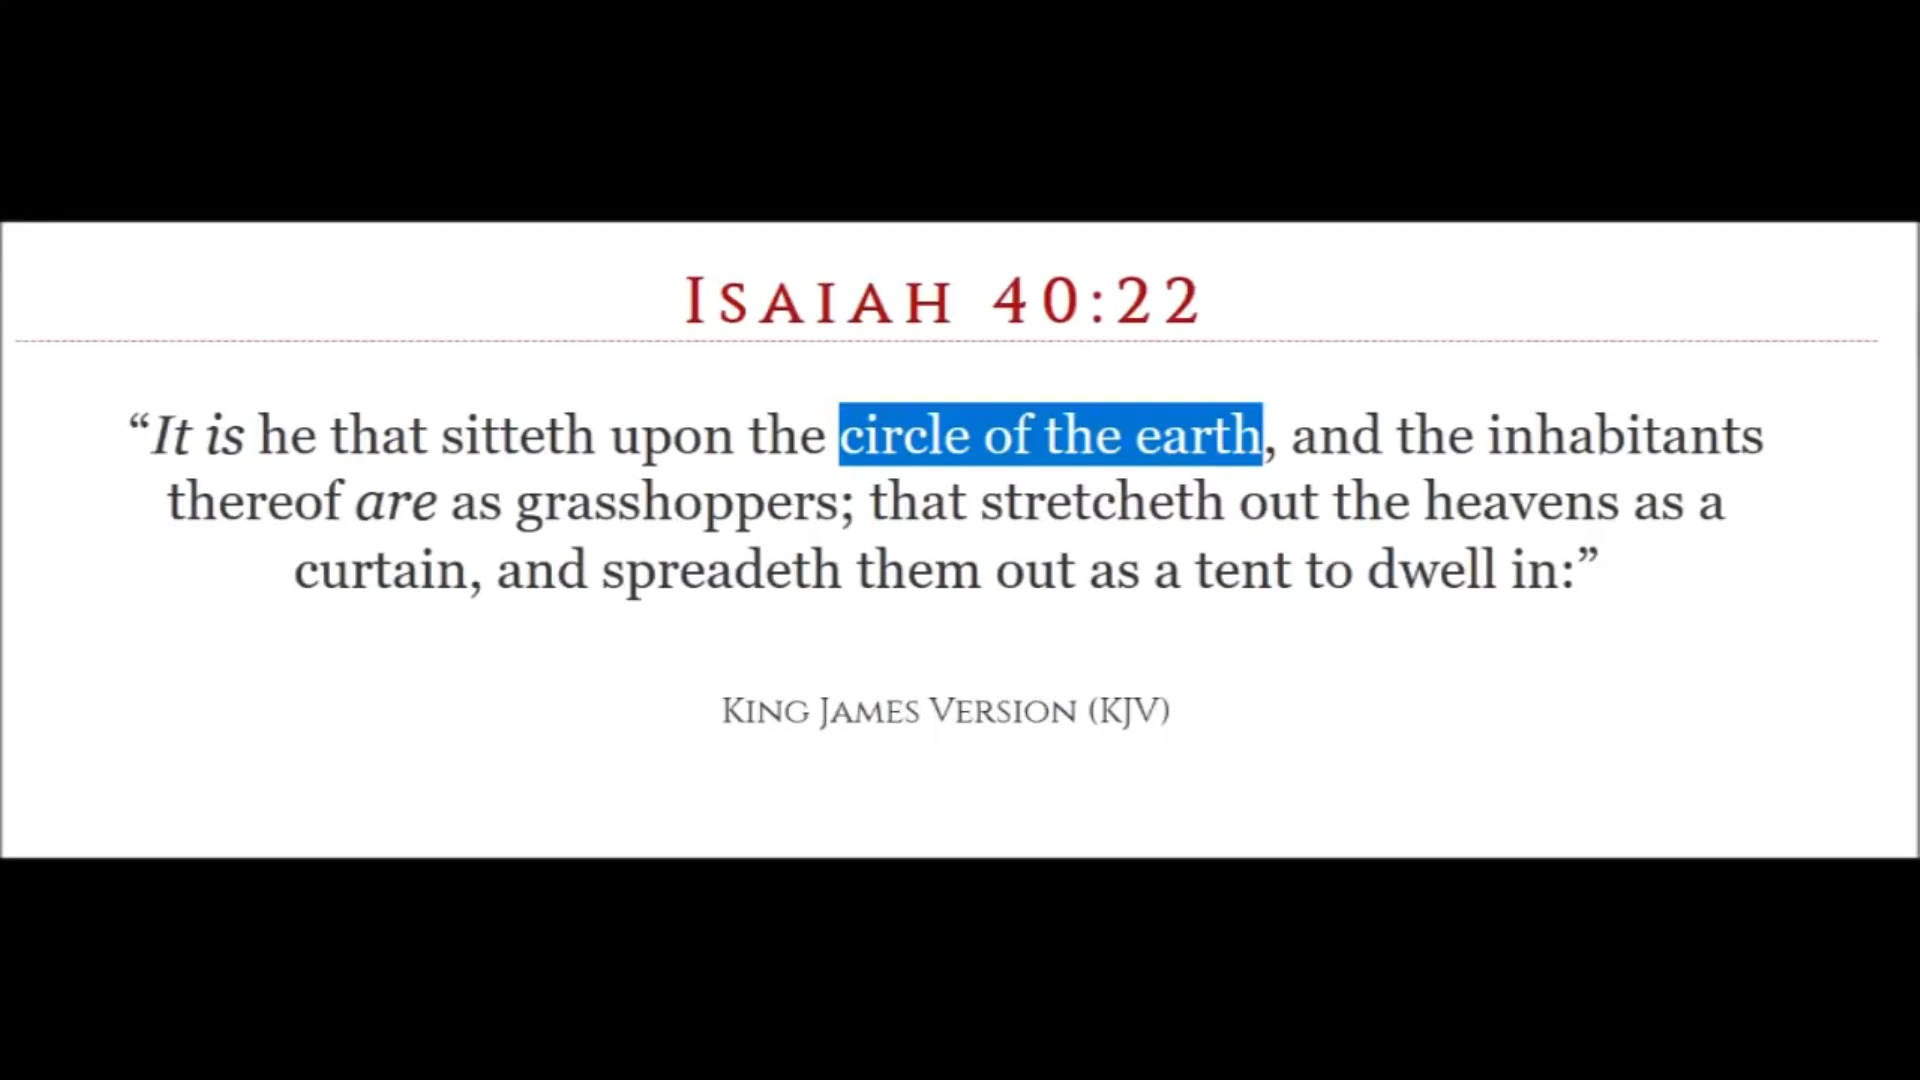 Isaiah 40:22
“It is he that sitteth upon the circle of the earth, and the inhabitants
thereof are as grasshoppers; that stretcheth out the heavens as a
curtain, and spreadeth them out as a tent to dwell in:”
King James Version (KJV)